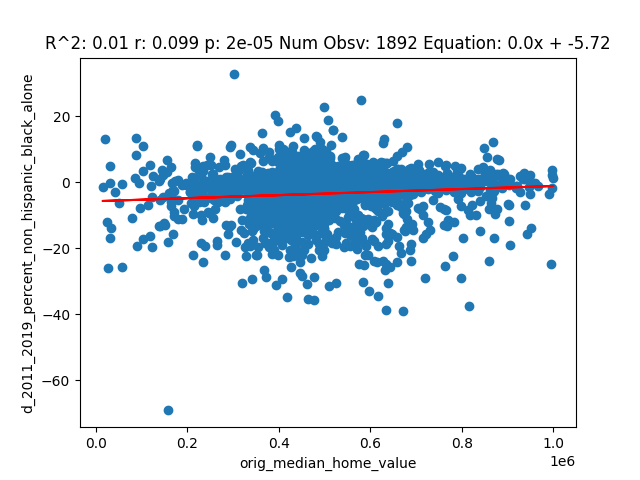 R^2: 0.01 r: 0.099 p: 2e-05 Num Obsv: 1892 Equation: 0.0x + -5.72
d_2011_2019_percent_non_hispanic_black_alone
20
0
−20
−40
−60
0.0 0.2 0.4 0.6 0.8 1.0
1e6
orig_median_home_value